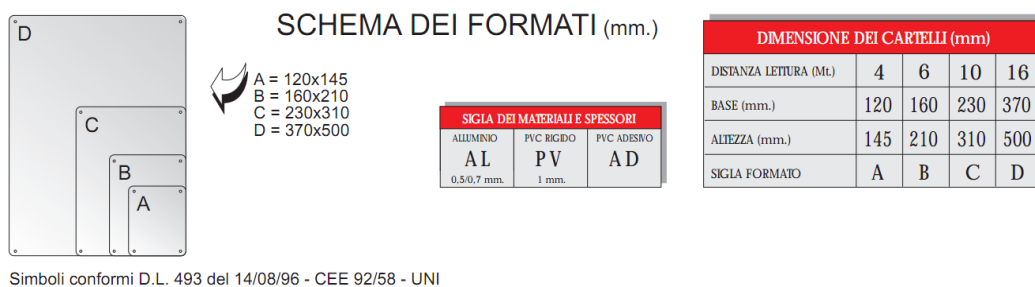 SCHEMA DEI FORMATI (mm.)
D
C
B
A
A = 120x145
B = 160x210
C = 230x310
D = 370x500
SIGLA DEI MATERIALI E SPESSORI
ALLUMINIO PVC RIGIDO PVC ADESIVO
AL PV AD
0,5/0,7 mm. 1 mm.
DIMENSIONE DEI CARTELLI (mm)
DISTANZA LETTURA (Mt.) 4 6 10 16
BASE (mm.) 120 160 230 370
ALTEZZA (mm.) 145 210 310 500
SIGLA FORMATO A B C D
Simboli conformi D.L. 493 del 14/08/96 - CEE 92/58 - UNI